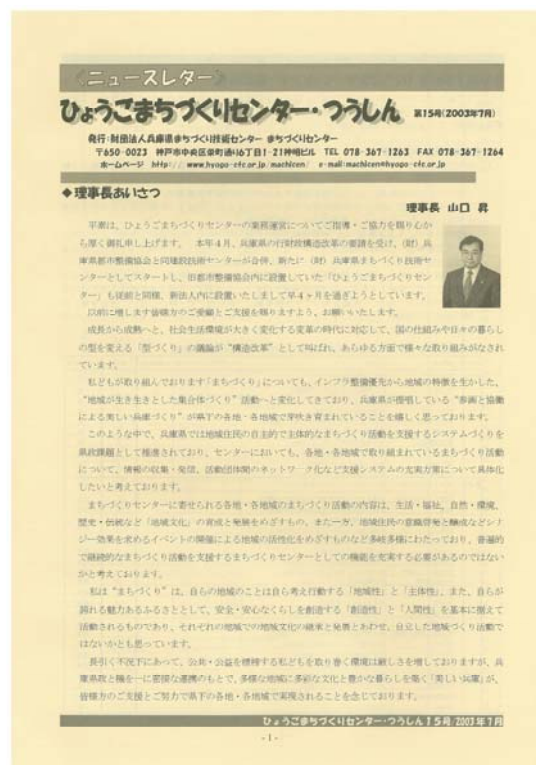 〈ニュースレター〉
ひょうごまちづくりセンター・つうしん 第15号(2003年7月)
発行:財団法人兵庫県まちづくり技術センター まちづくりセンター
〒650-0023 神戸市中央区栄町通り6丁目1-21神明ビル TEL 078-367-1263 FAX 078-367-1264
ホームページ http://www.hyogo-ctc.or.jp/machicen/ e-mail:machicen@hyogo-ctc.or.jp
◆理事長あいさつ
理事長 山口 昇
平素は、ひょうごまちづくりセンターの業務運営についてご指導・ご協力を賜り心か
ら厚く御礼申し上げます。 本年4月、兵庫県の行財政構造改革の要請を受け、(財)兵
庫県都市整備協会と同建設技術センターが合併、新たに(財)兵庫県まちづくり技術セ
ンターとしてスタートし、旧都市整備協会内に設置していた「ひょうごまちづくりセン
ター」も従前と同様、新法人内に設置いたしまして早4ヶ月を過ぎようとしています。
以前に増します皆様方のご愛顧とご支援を賜りますよう、お願いいたします。
成長から成熟へと、社会生活環境が大きく変化する変革の時代に対応して、国の仕組みや日々の暮らし
の型を変える「型づくり」の議論が“構造改革”として叫ばれ、あらゆる方面で様々な取り組みがなされ
ています。
私どもが取り組んでおります「まちづくり」についても、インフラ整備優先から地域の特徴を生かした、
“地域が生き生きとした集合体づくり”活動へと変化してきており、兵庫県が提唱している“参画と協働
による美しい兵庫づくり”が県下の各地・各地域で芽吹き育まれていることを嬉しく思っております。
このような中で、兵庫県では地域住民の自主的で主体的なまちづくり活動を支援するシステムづくりを
県政課題として推進されており、センターにおいても、各地・各地域で取り組まれているまちづくり活動
について、情報の収集・発信、活動団体間のネットワーク化など支援システムの充実方策について具体化
したいと考えております。
まちづくりセンターに寄せられる各地・各地域のまちづくり活動の内容は、生活・福祉、自然・環境、
歴史・伝統など「地域文化」の育成と発展をめざすもの、また一方、地域住民の意識啓発と醸成などシナ
ジー効果を求めるイベントの開催による地域の活性化をめざすものなど多岐多様にわたっており、普遍的
で継続的なまちづくり活動を支援するまちづくりセンターとしての機能を充実する必要があるのではない
かと考えております。
私は“まちづくり”は、自らの地域のことは自ら考え行動する「地域性」と「主体性」、また、自らが
誇れる魅力あるふるさととして、安全・安心なくらしを創造する「創造性」と「人間性」を基本に据えて
活動されるものであり、それぞれの地域での地域文化の継承と発展とあわせ、自立した地域づくり活動で
はないかとも思っています。
長引く不況下にあって、公共・公益を標榜する私どもを取り巻く環境は厳しさを増しておりますが、兵
庫県政と機を一に密接な連携のもとで、多様な地域に多彩な文化と豊かな暮らしを築く「美しい兵庫」が、
皆様方のご支援とご努力で県下の各地・各地域で実現されることを念じております。
ひょうごまちづくりセンター・つうしん15号/2003年7月
-1-